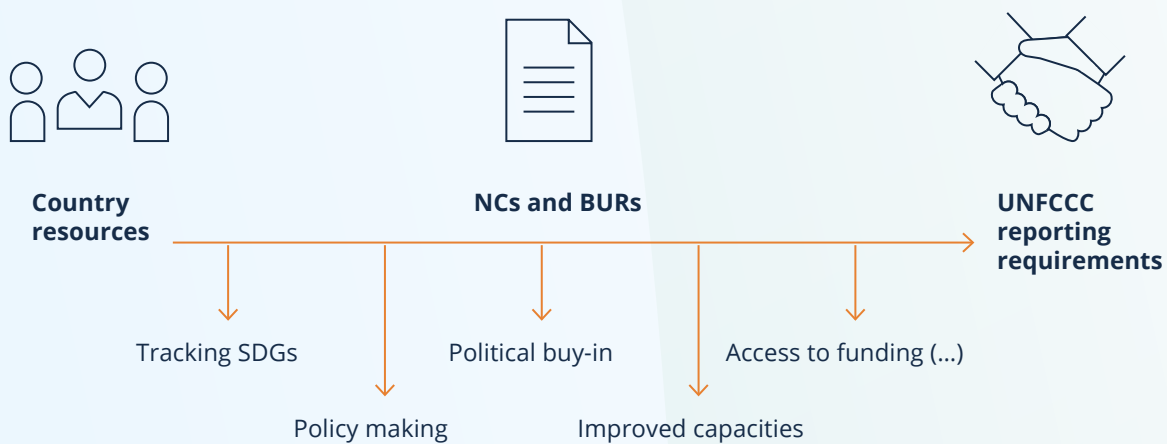 Country
resources
NCs and BURs
UNFCCC
reporting
requirements
Tracking SDGs
Political buy-in
Access to funding (...)
Policy making
Improved capacities